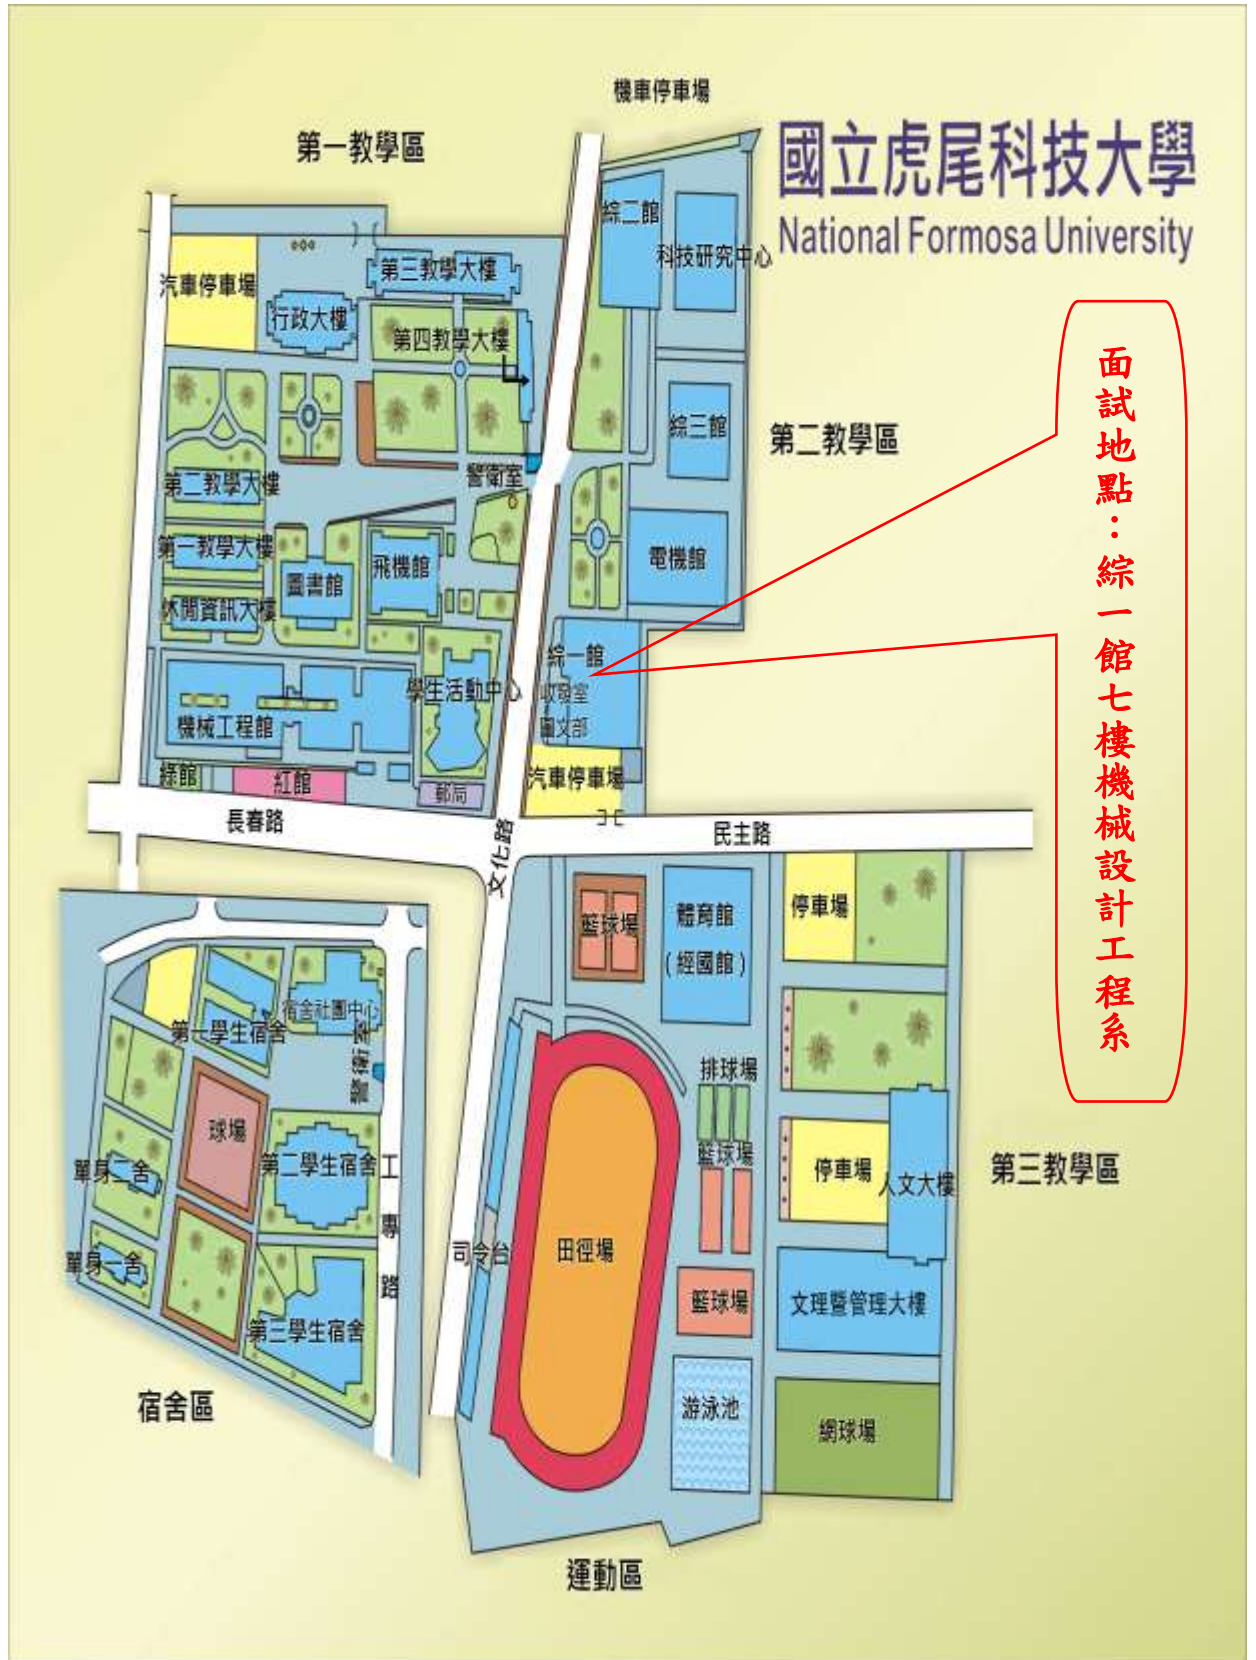 機車停車場
第一教學區
國立虎尾科技大學
National Formosa University
綜二館
科技研究中心
汽車停車場
第三教學大樓
行政大樓
第四教學大樓
面試地點：綜一館七樓機械設計工程系
綜三館
第二教學區
警衛室
第二教學大樓
第一教學大樓
圖書館
飛機館
電機館
休閒資訊大樓
綜一館
收發室
圖文部
學生活動中心
機械工程館
綠館
紅館
郵局
汽車停車場
長春路
文化路
民主路
籃球場
體育館
(經國館)
停車場
宿舍社團中心
第一學生宿舍
警衛室
排球場
球場
籃球場
第二學生宿舍
單身二舍
工專路
停車場
人文大樓
第三教學區
單身一舍
司令台
田徑場
籃球場
文理暨管理大樓
第三學生宿舍
宿舍區
游泳池
網球場
運動區